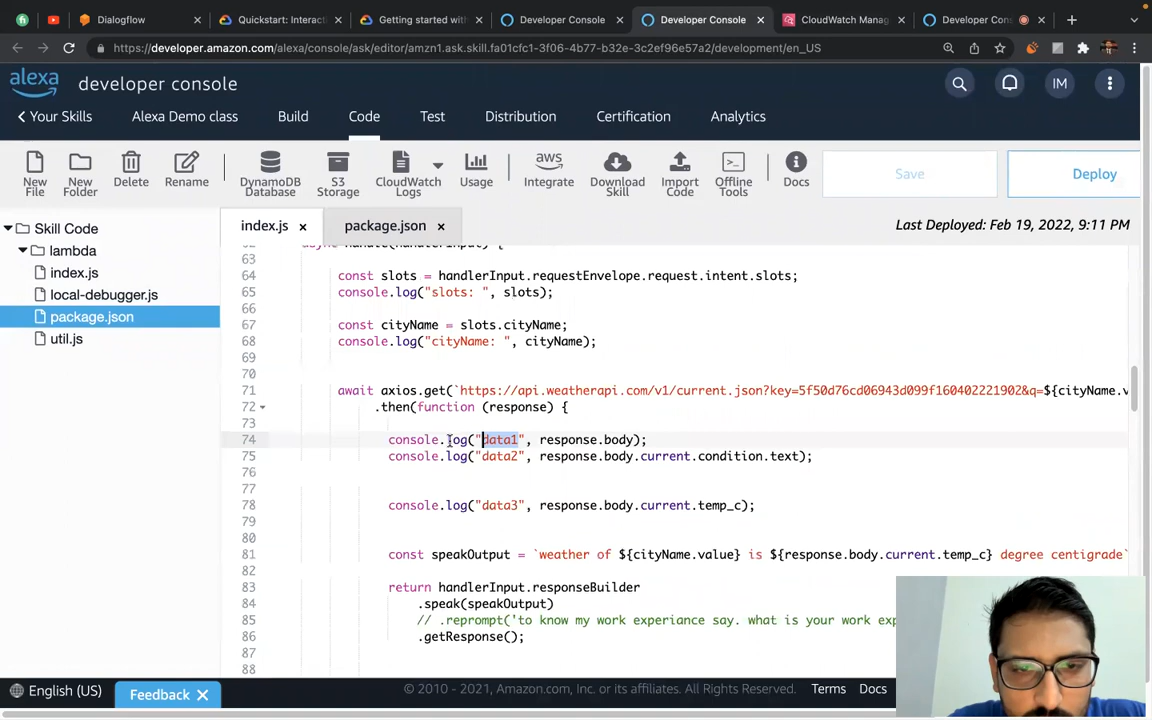 Dialogflow
Quickstart: Interac
Getting started with
Developer Console
Developer Console
CloudWatch Mana
Developer Con
https://developer.amazon.com/alexa/console/ask/editor/amzn1.ask.skill.fa01cfc1-3f06-4b77-b32e-3c2ef96e57a2/development/en_US
alexa developer console
IM
Your Skills
Alexa Demo class
Build
Code
Test
Distribution
Certification
Analytics
New File
New Folder
Delete
Rename
DynamoDB Database
S3 Storage
CloudWatch Logs
Usage
aws Integrate
Download Skill
Import Code
Offline Tools
Docs
Save
Deploy
Skill Code
lambda
index.js
local-debugger.js
package.json
util.js
index.js
package.json
Last Deployed: Feb 19, 2022, 9:11 PM
63
64 const slots = handlerInput.requestEnvelope.request.intent.slots;
65 console.log("slots: ", slots);
66
67 const cityName = slots.cityName;
68 console.log("cityName: ", cityName);
69
70
71 await axios.get(`https://api.weatherapi.com/v1/current.json?key=5f50d76cd06943d099f160402221902&q=${cityName.v
72 .then(function (response) {
73
74 console.log("data1", response.body);
75 console.log("data2", response.body.current.condition.text);
76
77
78 console.log("data3", response.body.current.temp_c);
79
80
81 const speakOutput = `weather of ${cityName.value} is ${response.body.current.temp_c} degree centigrade`
82
83 return handlerInput.responseBuilder
84 .speak(speakOutput)
85 // .reprompt('to know my work experiance say. what is your work exp
86 .getResponse();
87
88
English (US)
Feedback
© 2010 - 2021, Amazon.com, Inc. or its affiliates. All Rights
Terms
Docs